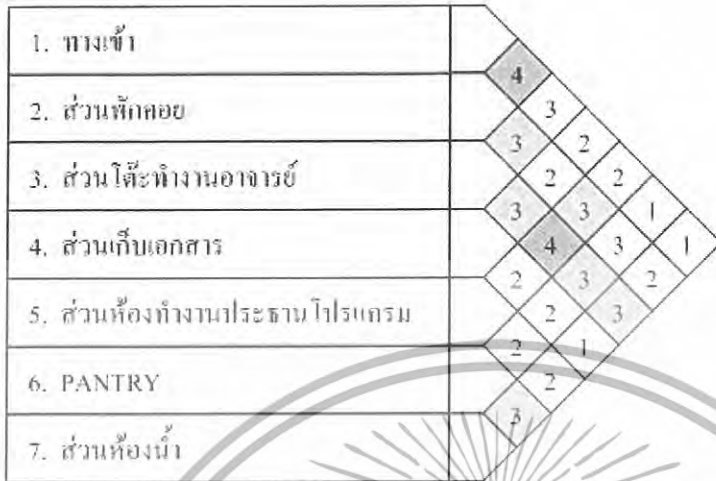 1. ทางเข้า
4
2. ส่วนพักคอย
3
3 2
3. ส่วนโต๊ะทำงานอาจารย์
2 2
3 3 1
4. ส่วนเก็บเอกสาร
4 3 1
2 3 2
5. ส่วนห้องทำงานประธานโปรแกรม
2 3
2 1
6. PANTRY
2
3
7. ส่วนห้องน้ำ